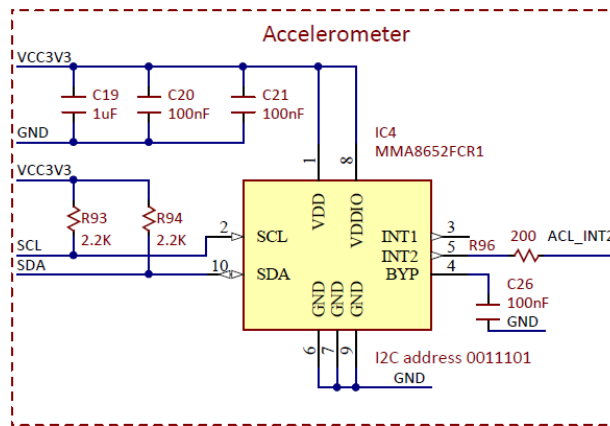 Accelerometer
VCC3V3
C19
1uF
C20
100nF
C21
100nF
GND
IC4
MMA8652FCR1
VCC3V3
1
8
VDD
VDDIO
R93
2.2K
R94
2.2K
SCL
2
SCL
INT1
3
SDA
10
SDA
INT2
5
R96
200
ACL_INT2
BYP
4
C26
100nF
GND
GND
GND
GND
6
7
9
I2C address 0011101
GND